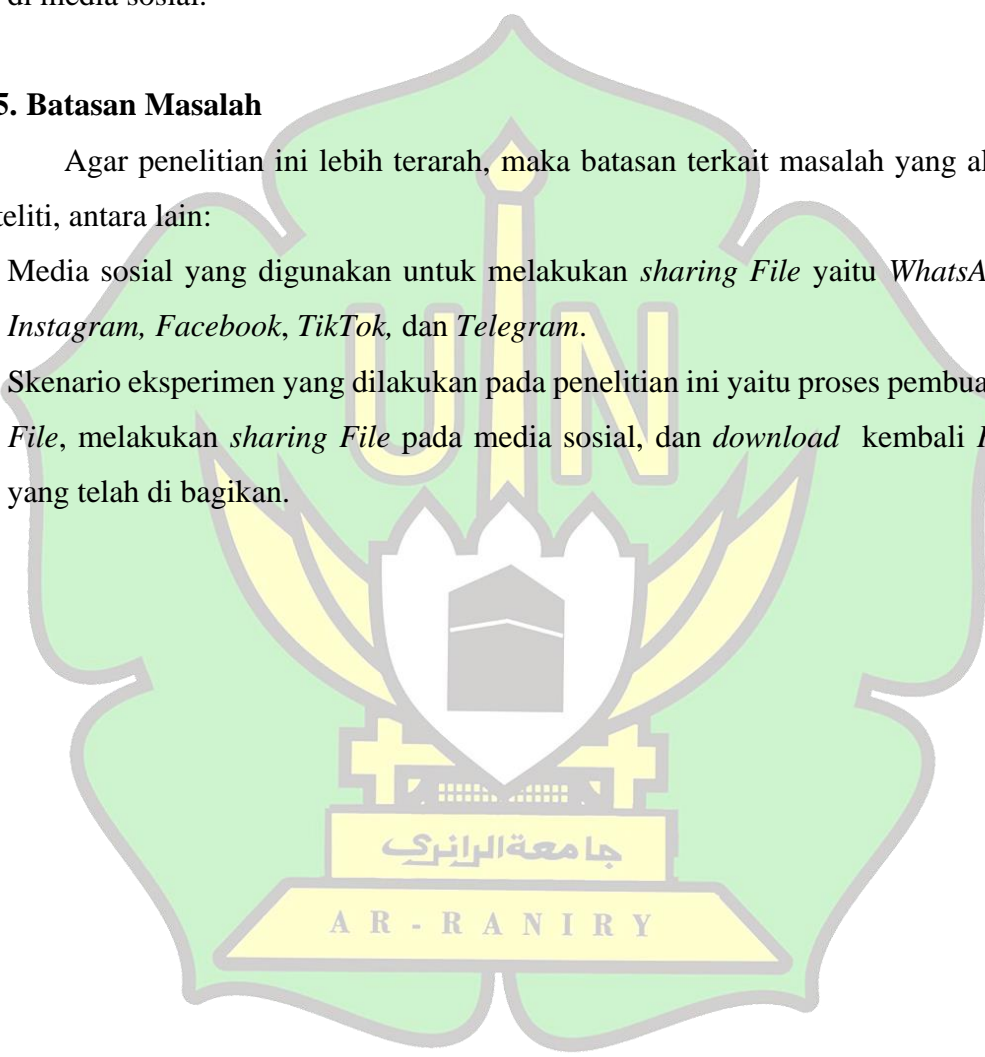 di media sosial.
5. Batasan Masalah
Agar penelitian ini lebih terarah, maka batasan terkait masalah yang
teliti, antara lain:
Media sosial yang digunakan untuk melakukan sharing File yaitu WhatsA
Instagram, Facebook, TikTok, dan Telegram.
Skenario eksperimen yang dilakukan pada penelitian ini yaitu proses pembua
File, melakukan sharing File pada media sosial, dan download kembali
yang telah di bagikan.
UIN
جامعةالرانري
AR-RANIRY